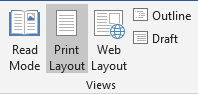 Read Mode
Print Layout
Web Layout
Outline
Draft
Views